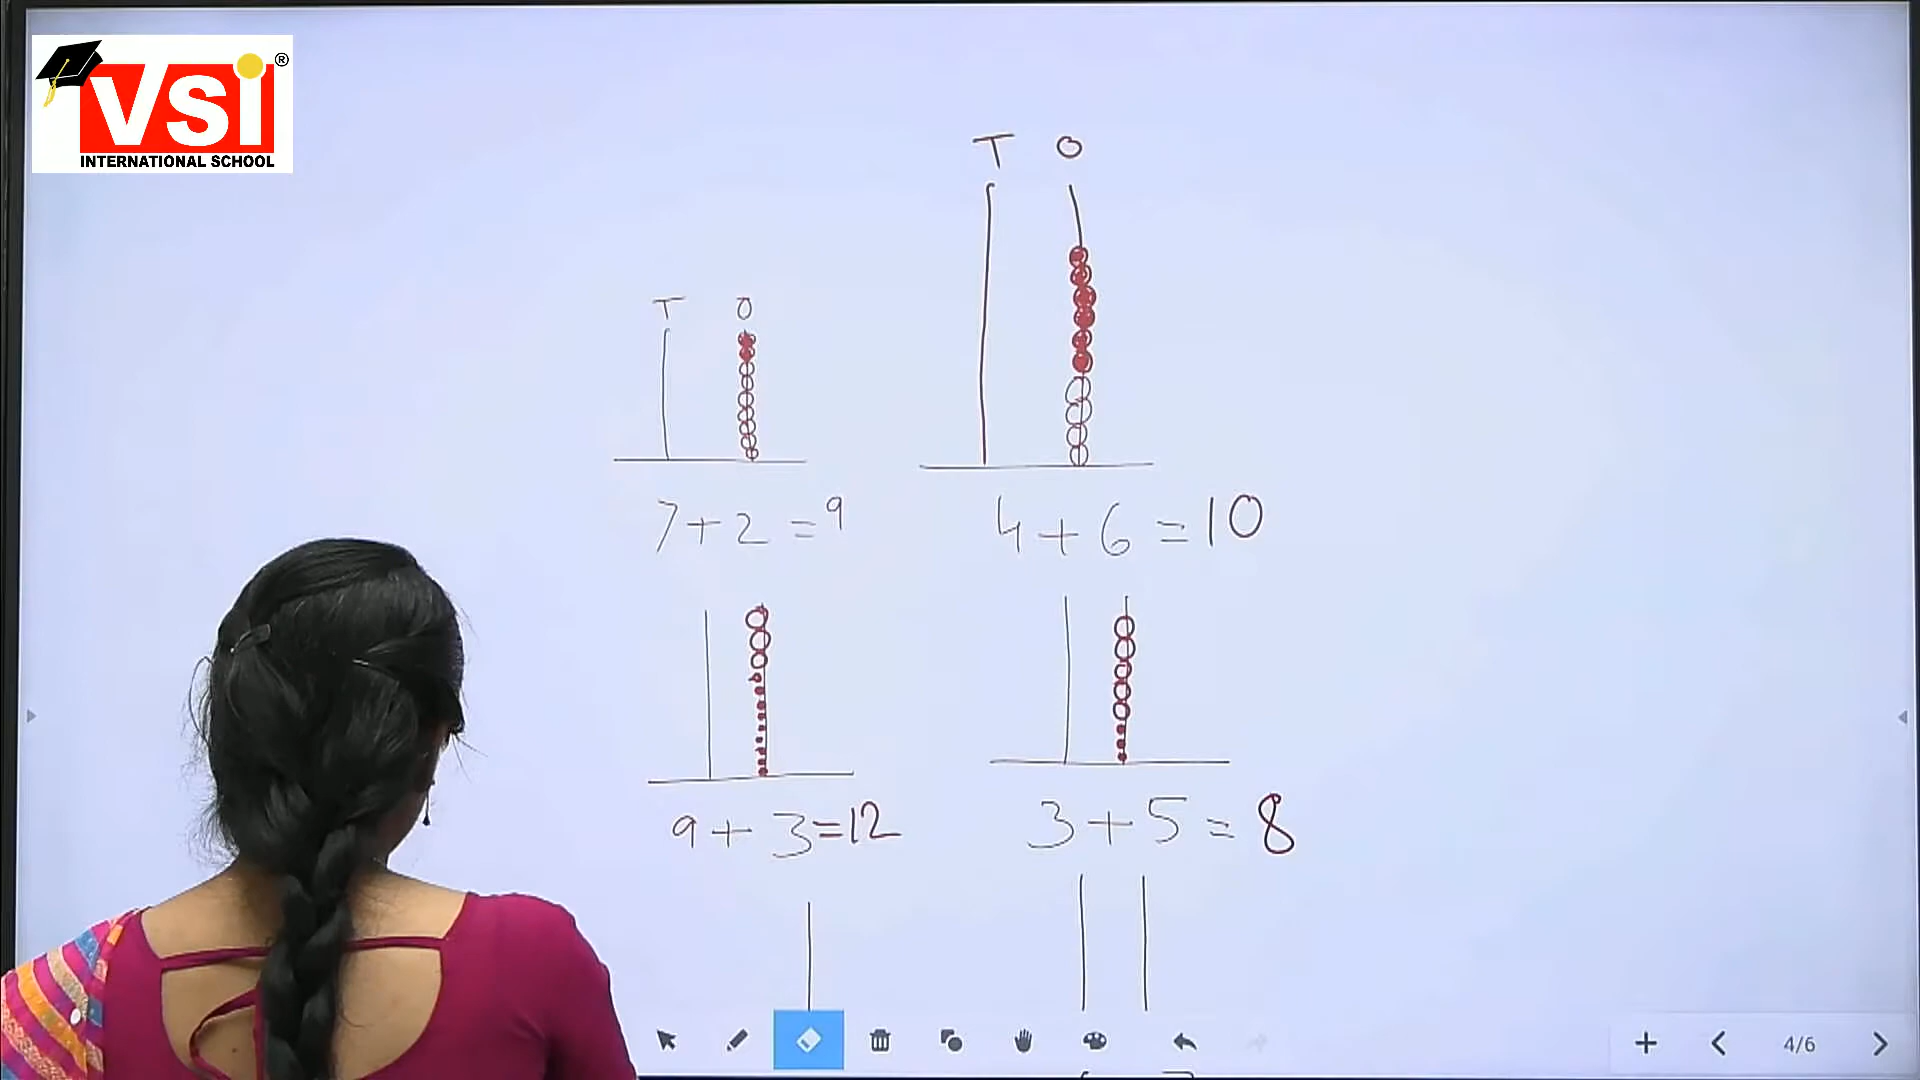 VSI ®
INTERNATIONAL SCHOOL
T O
T O
7+2=9
4+6=10
9+3=12
3+5=8
4/6